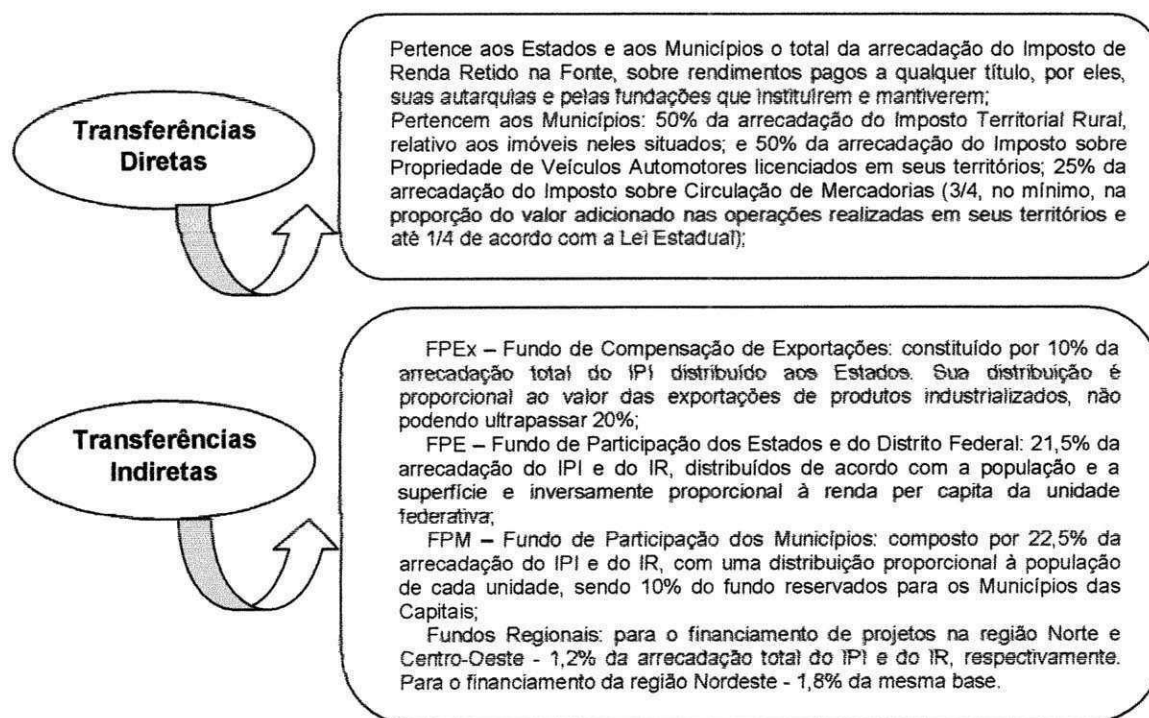 Transferências
Diretas
Pertence aos Estados e aos Municípios o total da arrecadação do Imposto de
Renda Retido na Fonte, sobre rendimentos pagos a qualquer título, por eles,
suas autarquias e pelas fundações que instituírem e mantiverem;
Pertencem aos Municípios: 50% da arrecadação do Imposto Territorial Rural,
relativo aos imóveis neles situados; e 50% da arrecadação do Imposto sobre
Propriedade de Veículos Automotores licenciados em seus territórios; 25% da
arrecadação do Imposto sobre Circulação de Mercadorias (3/4, no mínimo, na
proporção do valor adicionado nas operações realizadas em seus territórios e
até 1/4 de acordo com a Lei Estadual);
Transferências
Indiretas
FPEx – Fundo de Compensação de Exportações: constituído por 10% da
arrecadação total do IPI distribuído aos Estados. Sua distribuição é
proporcional ao valor das exportações de produtos industrializados, não
podendo ultrapassar 20%;
FPE – Fundo de Participação dos Estados e do Distrito Federal: 21,5% da
arrecadação do IPI e do IR, distribuídos de acordo com a população e a
superfície e inversamente proporcional à renda per capita da unidade
federativa;
FPM – Fundo de Participação dos Municípios: composto por 22,5% da
arrecadação do IPI e do IR, com uma distribuição proporcional à população
de cada unidade, sendo 10% do fundo reservados para os Municípios das
Capitais;
Fundos Regionais: para o financiamento de projetos na região Norte e
Centro-Oeste - 1,2% da arrecadação total do IPI e do IR, respectivamente.
Para o financiamento da região Nordeste - 1,8% da mesma base.